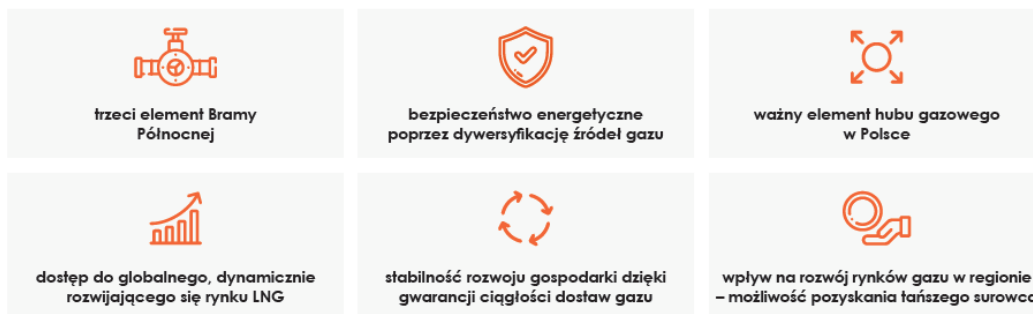 trzeci element Bramy
Północnej
bezpieczeństwo energetyczne
poprzez dywersyfikację źródeł gazu
ważny element hubu gazowego
w Polsce
dostęp do globalnego, dynamicznie
rozwijającego się rynku LNG
stabilność rozwoju gospodarki dzięki
gwarancji ciągłości dostaw gazu
wpływ na rozwój rynków gazu w regionie
– możliwość pozyskania tańszego surowca